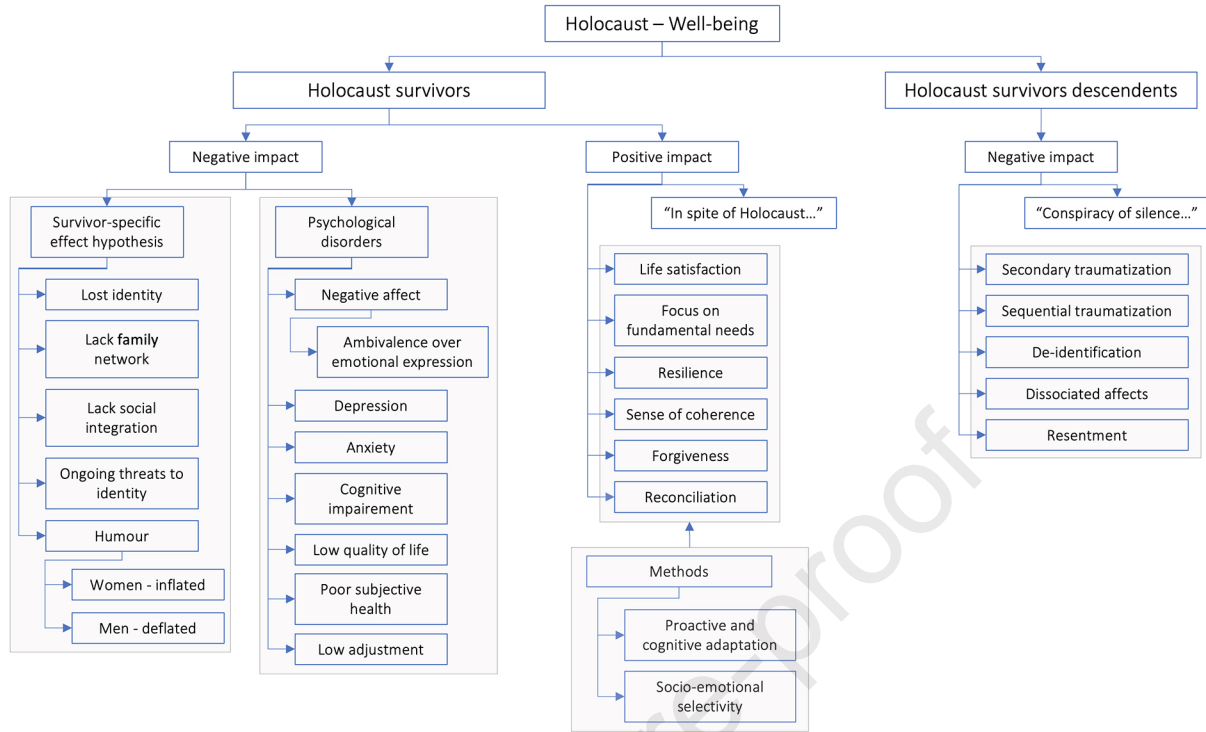 Holocaust – Well-being
Holocaust survivors
Holocaust survivors descendents
Negative impact
Positive impact
Negative impact
Survivor-specific
effect hypothesis
Lost identity
Lack family
network
Lack social
integration
Ongoing threats to
identity
Humour
Women - inflated
Men - deflated
Psychological
disorders
Negative affect
Ambivalence over
emotional expression
Depression
Anxiety
Cognitive
impairement
Low quality of life
Poor subjective
health
Low adjustment
“In spite of Holocaust...”
Life satisfaction
Focus on
fundamental needs
Resilience
Sense of coherence
Forgiveness
Reconciliation
Methods
Proactive and
cognitive adaptation
Socio-emotional
selectivity
“Conspiracy of silence...”
Secondary traumatization
Sequential traumatization
De-identification
Dissociated affects
Resentment
re-proof